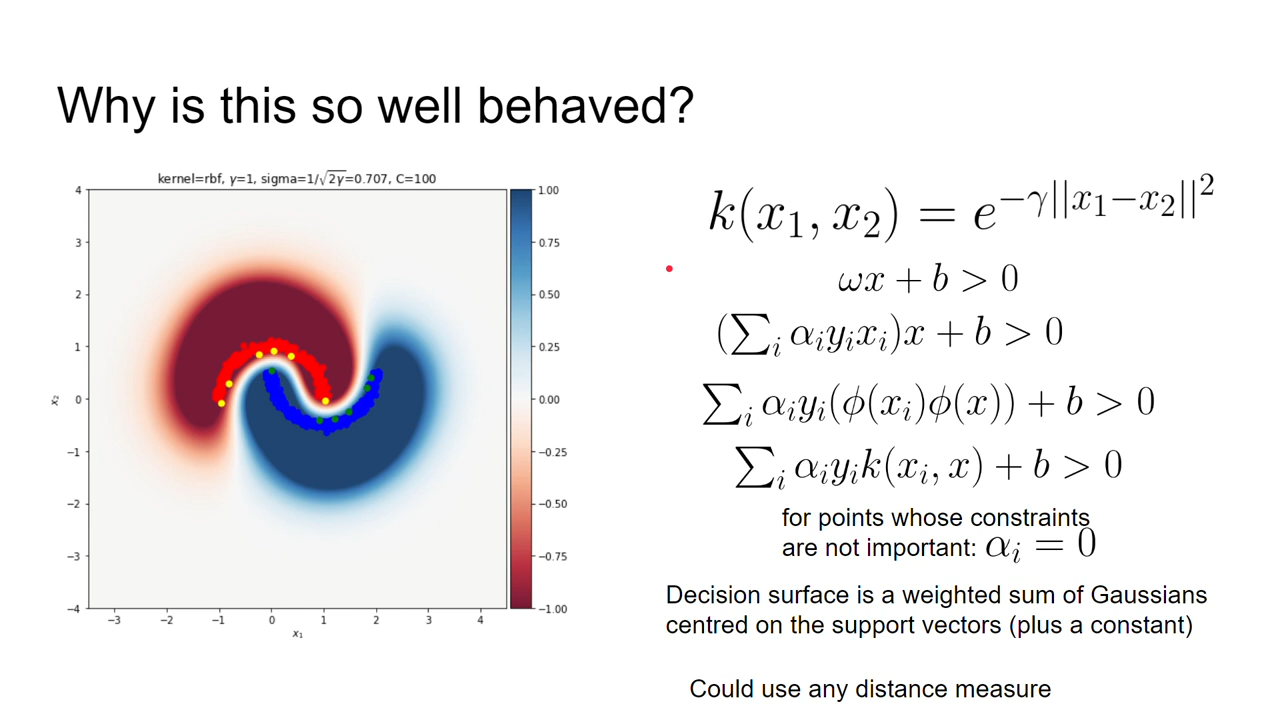 Why is this so well behaved?
kernel=rbf, γ=1, sigma=1/√2γ=0.707, C=100
4
3
2
1
0
−1
−2
−3
−4
x₂
−3 −2 −1 0 1 2 3 4
x₁
1.00
0.75
0.50
0.25
0.00
−0.25
−0.50
−0.75
−1.00
k(x₁, x₂) = e^{−γ||x₁−x₂||²}
ωx + b > 0
(∑ᵢ αᵢyᵢxᵢ)x + b > 0
∑ᵢ αᵢyᵢ(ϕ(xᵢ)ϕ(x)) + b > 0
∑ᵢ αᵢyᵢk(xᵢ, x) + b > 0
for points whose constraints
are not important: αᵢ = 0
Decision surface is a weighted sum of Gaussians
centred on the support vectors (plus a constant)
Could use any distance measure